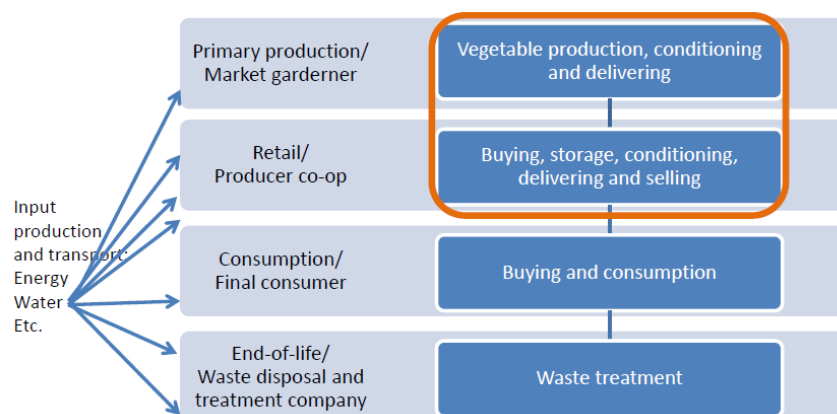 Primary production/
Market garderner
Vegetable production, conditioning
and delivering
Retail/
Producer co-op
Buying, storage, conditioning,
delivering and selling
Input
production
and transport:
Energy
Water
Etc.
Consumption/
Final consumer
Buying and consumption
End-of-life/
Waste disposal and
treatment company
Waste treatment